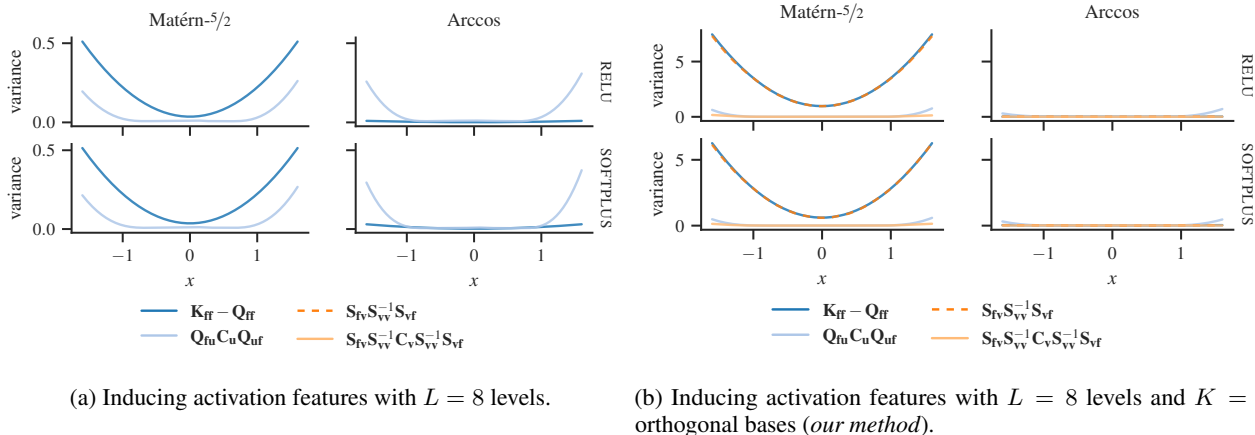 Matérn-5/2
Arccos
0.5
0.0
variance
RELU
0.5
0.0
variance
SOFTPLUS
−1 0 1
−1 0 1
x
x
K_ff − Q_ff
S_fv S_vv^{-1} S_vf
Q_fu C_u Q_uf
S_fv S_vv^{-1} C_v S_vv^{-1} S_vf
(a) Inducing activation features with L = 8 levels.
Matérn-5/2
Arccos
5
0
variance
RELU
5
0
variance
SOFTPLUS
−1 0 1
−1 0 1
x
x
K_ff − Q_ff
S_fv S_vv^{-1} S_vf
Q_fu C_u Q_uf
S_fv S_vv^{-1} C_v S_vv^{-1} S_vf
(b) Inducing activation features with L = 8 levels and K =
orthogonal bases (our method).